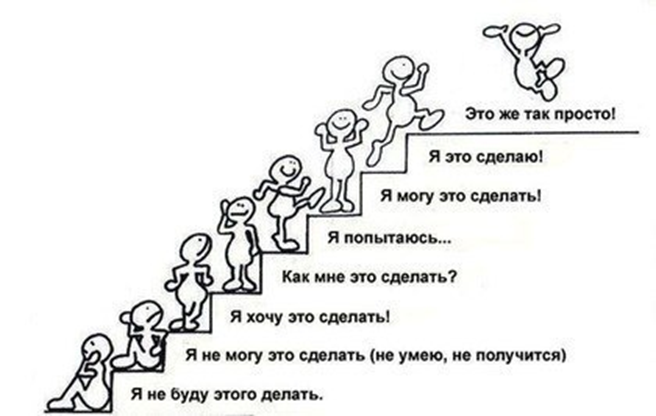 Это же так просто!
Я это сделаю!
Я могу это сделать!
Я попытаюсь...
Как мне это сделать?
Я хочу это сделать!
Я не могу это сделать (не умею, не получится)
Я не буду этого делать.